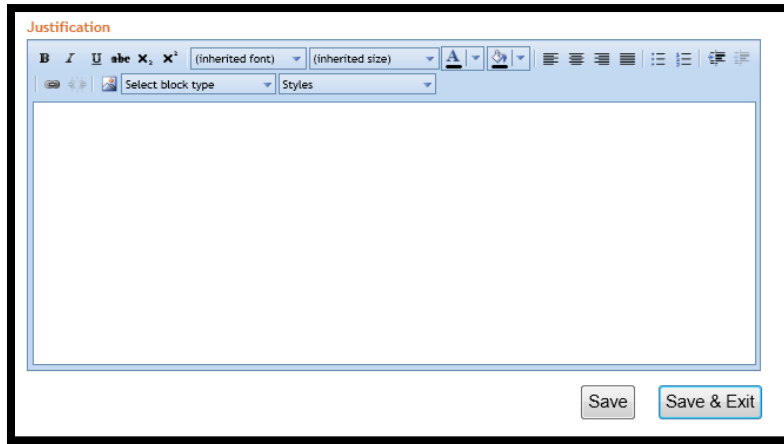 Justification
B I U abc X₂ X² (inherited font) (inherited size) A
Select block type Styles
Save Save & Exit